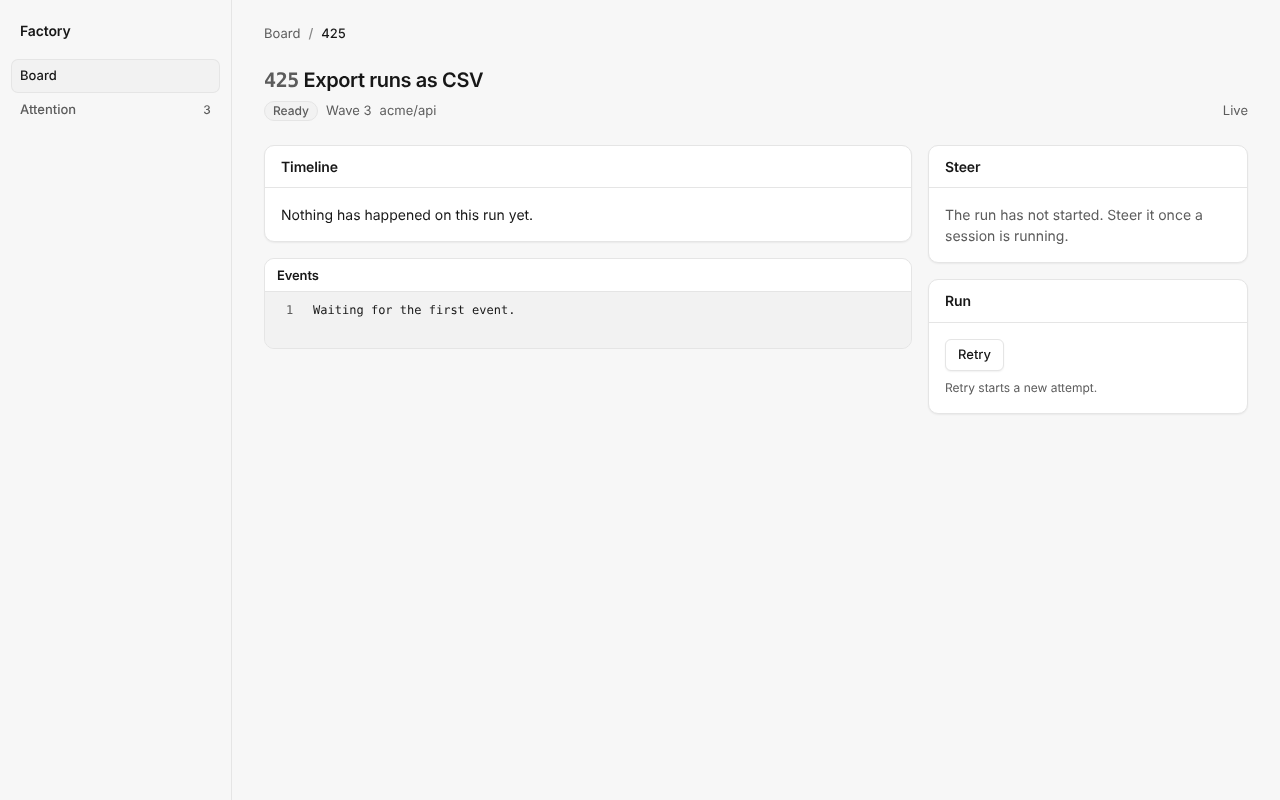 Factory
Board
Attention 3
Board / 425
425 Export runs as CSV
Ready Wave 3 acme/api
Live
Timeline
Nothing has happened on this run yet.
Events
1 Waiting for the first event.
Steer
The run has not started. Steer it once a
session is running.
Run
Retry
Retry starts a new attempt.